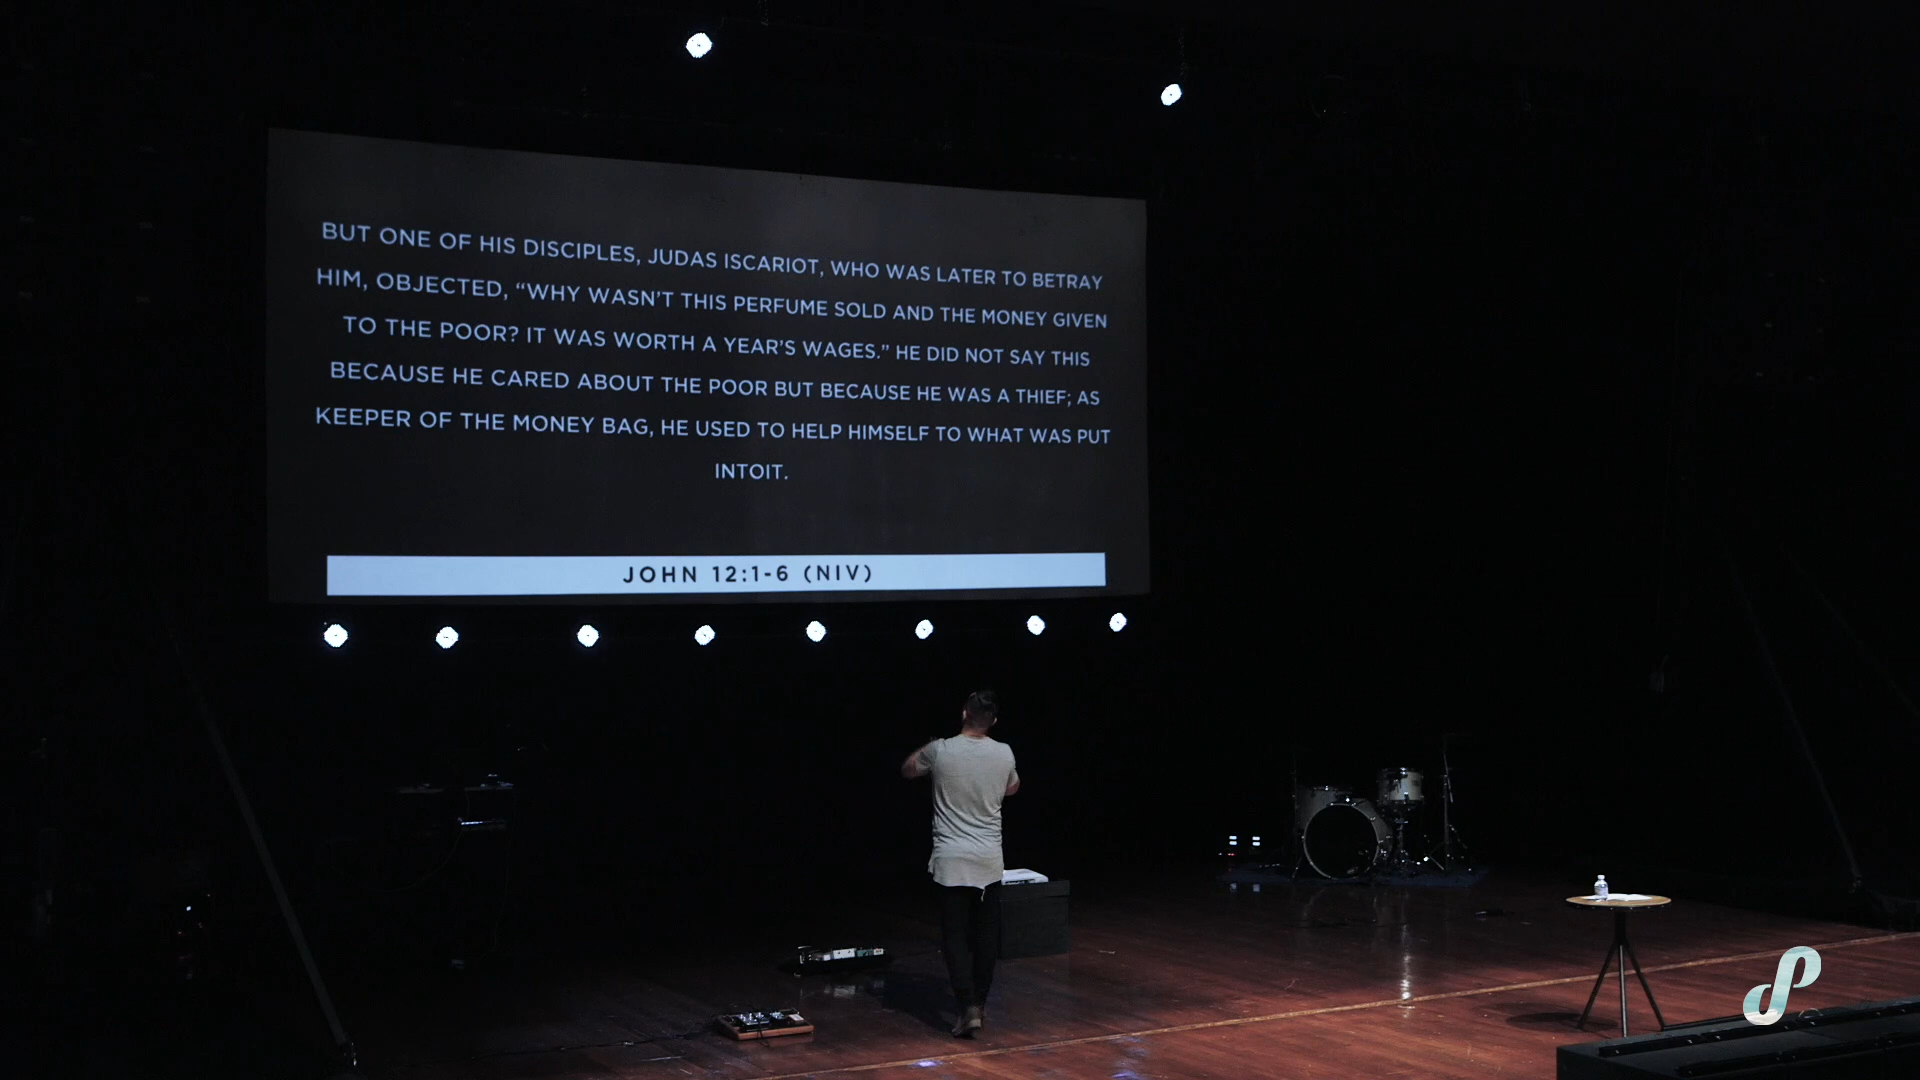 BUT ONE OF HIS DISCIPLES, JUDAS ISCARIOT, WHO WAS LATER TO BETRAY
HIM, OBJECTED, “WHY WASN’T THIS PERFUME SOLD AND THE MONEY GIVEN
TO THE POOR? IT WAS WORTH A YEAR’S WAGES.” HE DID NOT SAY THIS
BECAUSE HE CARED ABOUT THE POOR BUT BECAUSE HE WAS A THIEF; AS
KEEPER OF THE MONEY BAG, HE USED TO HELP HIMSELF TO WHAT WAS PUT
INTOIT.
JOHN 12:1-6 (NIV)